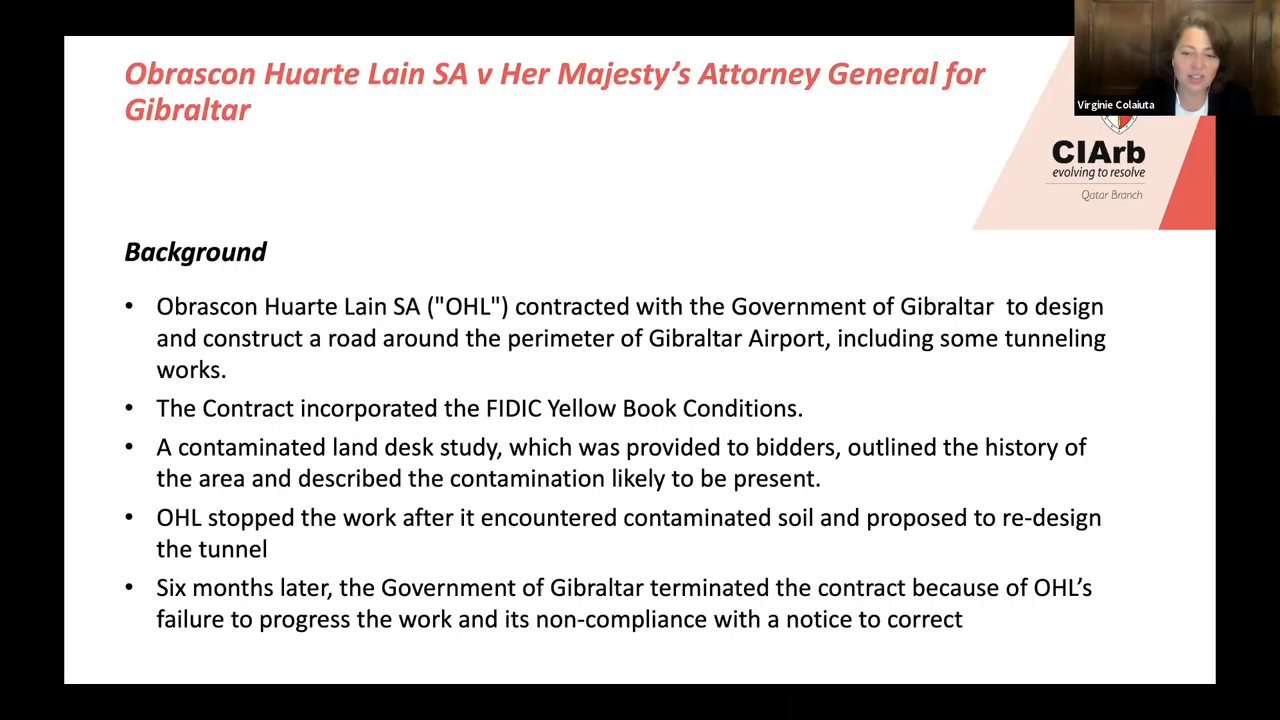 Obrascon Huarte Lain SA v Her Majesty’s Attorney General for
Gibraltar
Virginie Colaiuta
CIArb
evolving to resolve
Qatar Branch
Background
• Obrascon Huarte Lain SA ("OHL") contracted with the Government of Gibraltar to design
and construct a road around the perimeter of Gibraltar Airport, including some tunneling
works.
• The Contract incorporated the FIDIC Yellow Book Conditions.
• A contaminated land desk study, which was provided to bidders, outlined the history of
the area and described the contamination likely to be present.
• OHL stopped the work after it encountered contaminated soil and proposed to re-design
the tunnel
• Six months later, the Government of Gibraltar terminated the contract because of OHL’s
failure to progress the work and its non-compliance with a notice to correct